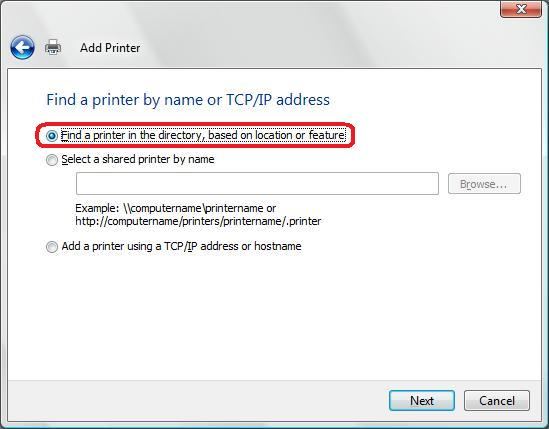 Add Printer
Find a printer by name or TCP/IP address
Find a printer in the directory, based on location or feature
Select a shared printer by name
Browse...
Example: \\computername\printername or
http://computername/printers/printername/.printer
Add a printer using a TCP/IP address or hostname
Next
Cancel